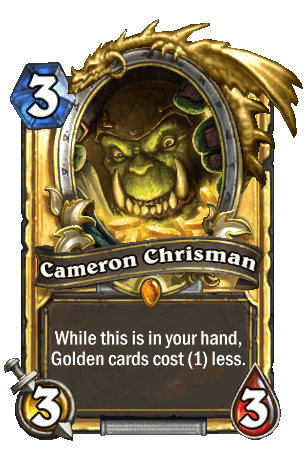 3
Cameron Chrisman
While this is in your hand,
Golden cards cost (1) less.
3
3